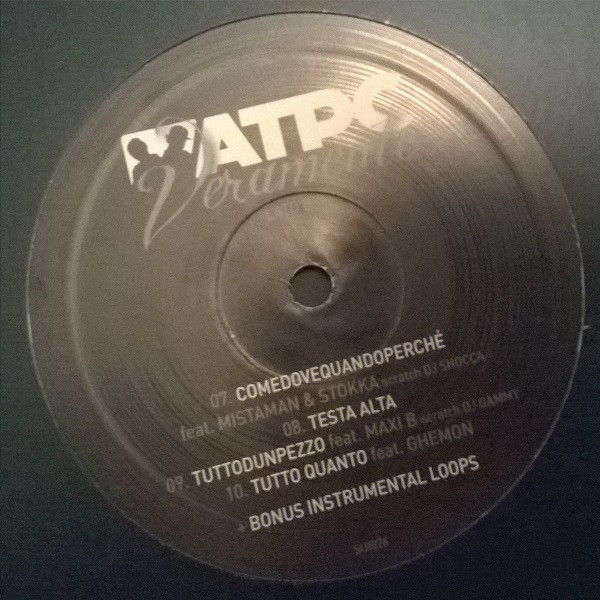 ATPC
Veramente
07. COMEDOVEQUANDOPERCHÉ
feat. MISTAMAN & STOKKA scratch DJ SHOCCA
08. TESTA ALTA
09. TUTTODUNPEZZO feat. MAXI B scratch DJ GAMMY
10. TUTTO QUANTO feat. GHEMON
+ BONUS INSTRUMENTAL LOOPS